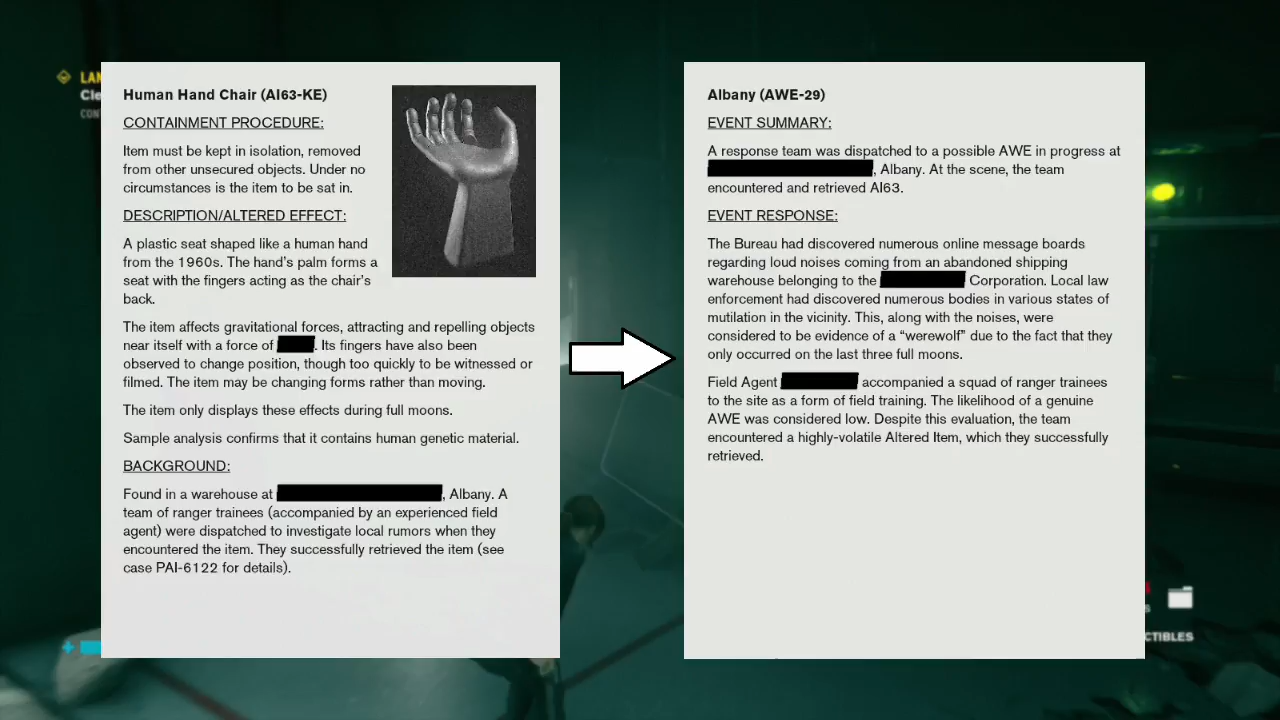 LAN
Cle
CON
Human Hand Chair (AI63-KE)
CONTAINMENT PROCEDURE:
Item must be kept in isolation, removed
from other unsecured objects. Under no
circumstances is the item to be sat in.
DESCRIPTION/ALTERED EFFECT:
A plastic seat shaped like a human hand
from the 1960s. The hand's palm forms a
seat with the fingers acting as the chair's
back.
The item affects gravitational forces, attracting and repelling objects
near itself with a force of . Its fingers have also been
observed to change position, though too quickly to be witnessed or
filmed. The item may be changing forms rather than moving.
The item only displays these effects during full moons.
Sample analysis confirms that it contains human genetic material.
BACKGROUND:
Found in a warehouse at , Albany. A
team of ranger trainees (accompanied by an experienced field
agent) were dispatched to investigate local rumors when they
encountered the item. They successfully retrieved the item (see
case PAI-6122 for details).
Albany (AWE-29)
EVENT SUMMARY:
A response team was dispatched to a possible AWE in progress at
, Albany. At the scene, the team
encountered and retrieved AI63.
EVENT RESPONSE:
The Bureau had discovered numerous online message boards
regarding loud noises coming from an abandoned shipping
warehouse belonging to the Corporation. Local law
enforcement had discovered numerous bodies in various states of
mutilation in the vicinity. This, along with the noises, were
considered to be evidence of a “werewolf” due to the fact that they
only occurred on the last three full moons.
Field Agent accompanied a squad of ranger trainees
to the site as a form of field training. The likelihood of a genuine
AWE was considered low. Despite this evaluation, the team
encountered a highly-volatile Altered Item, which they successfully
retrieved.
CTIBLES